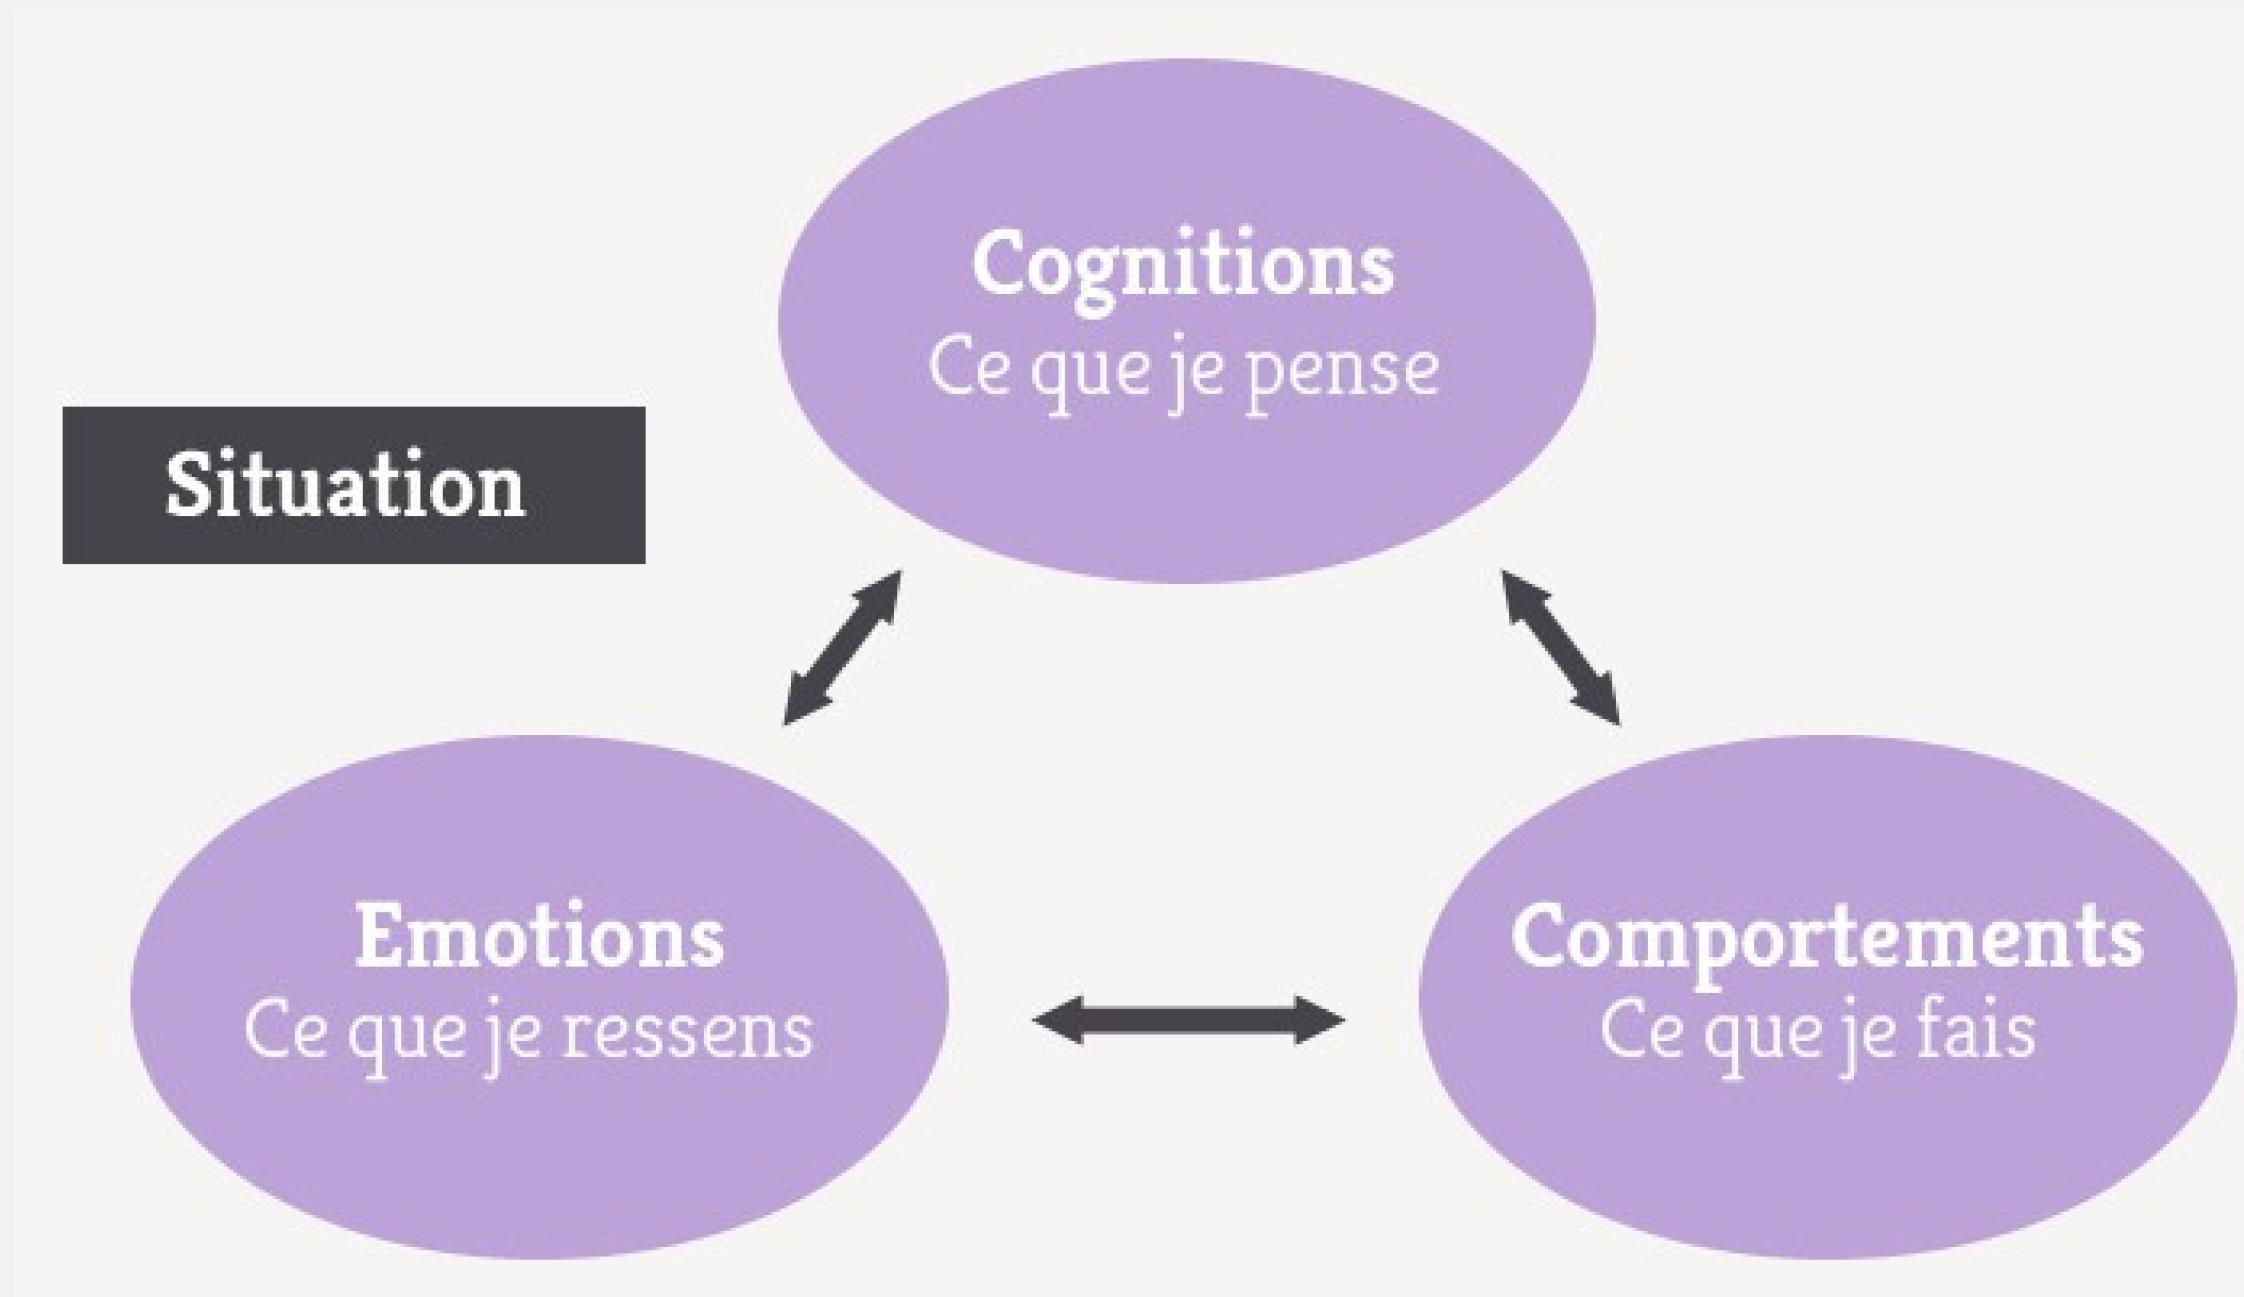 Cognitions
Ce que je pense
Situation
Emotions
Ce que je ressens
Comportements
Ce que je fais